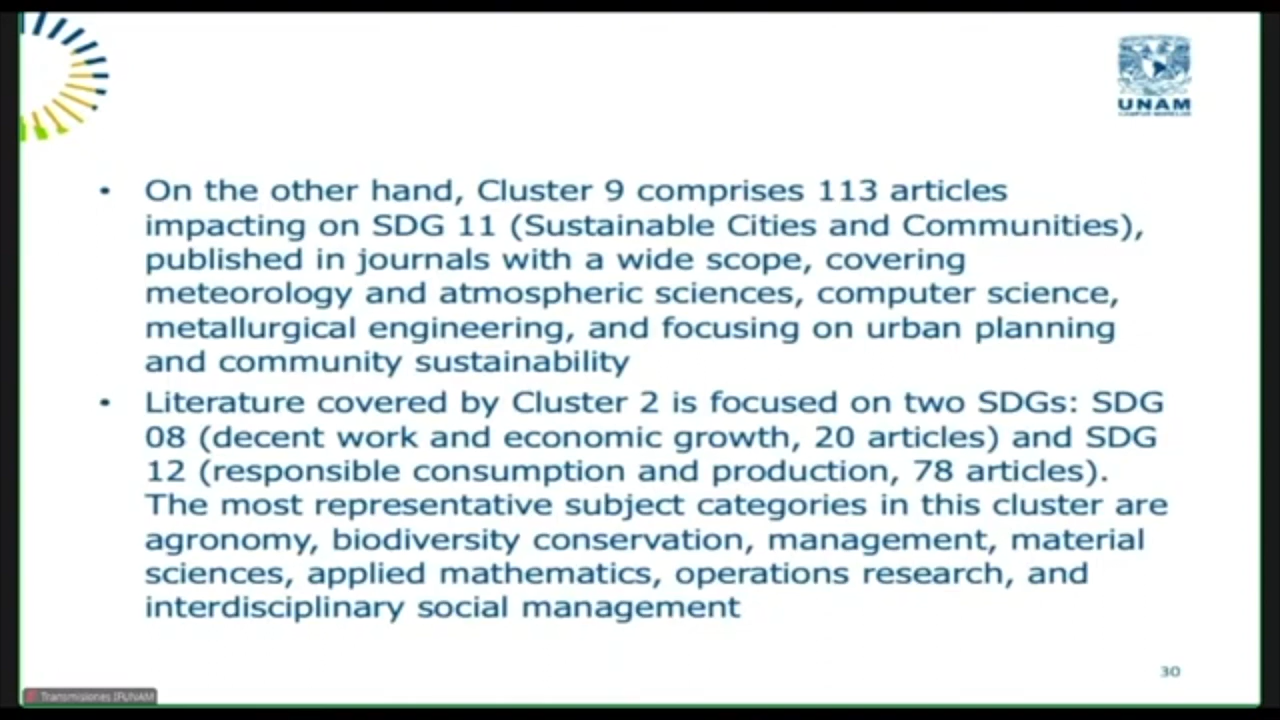 UNAM
• On the other hand, Cluster 9 comprises 113 articles
impacting on SDG 11 (Sustainable Cities and Communities),
published in journals with a wide scope, covering
meteorology and atmospheric sciences, computer science,
metallurgical engineering, and focusing on urban planning
and community sustainability
• Literature covered by Cluster 2 is focused on two SDGs: SDG
08 (decent work and economic growth, 20 articles) and SDG
12 (responsible consumption and production, 78 articles).
The most representative subject categories in this cluster are
agronomy, biodiversity conservation, management, material
sciences, applied mathematics, operations research, and
interdisciplinary social management
30
Transmisiones